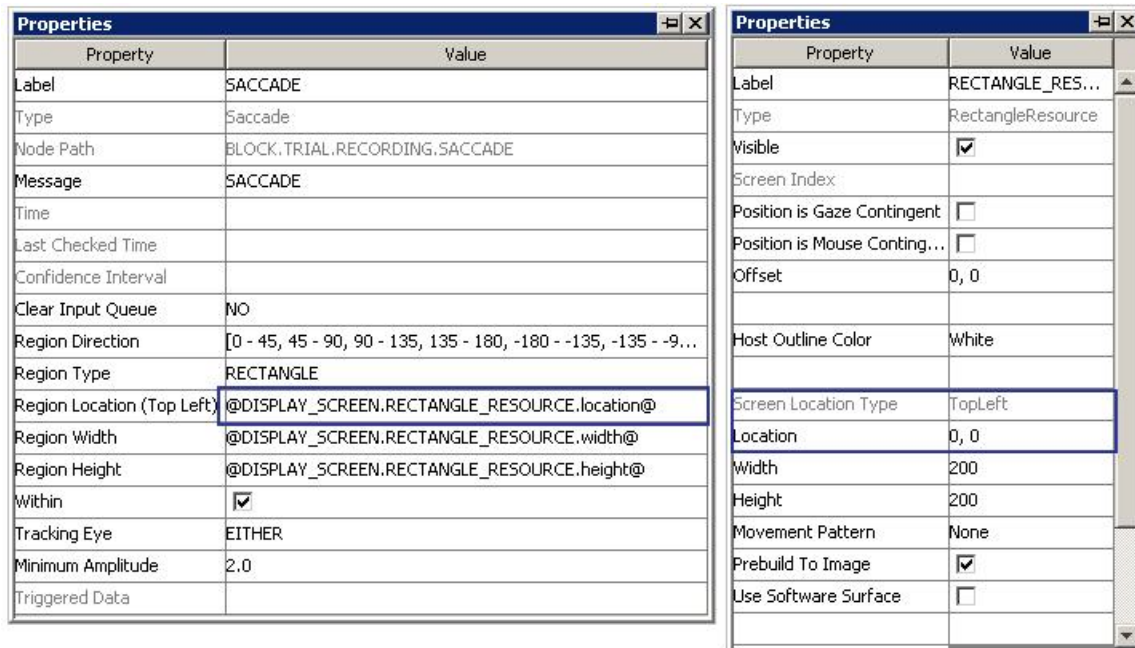 Properties
Property Value
Label SACCADE
Type Saccade
Node Path BLOCK.TRIAL.RECORDING.SACCADE
Message SACCADE
Time
Last Checked Time
Confidence Interval
Clear Input Queue NO
Region Direction [0 - 45, 45 - 90, 90 - 135, 135 - 180, -180 - -135, -135 - -9...
Region Type RECTANGLE
Region Location (Top Left) @DISPLAY_SCREEN.RECTANGLE_RESOURCE.location@
Region Width @DISPLAY_SCREEN.RECTANGLE_RESOURCE.width@
Region Height @DISPLAY_SCREEN.RECTANGLE_RESOURCE.height@
Within
Tracking Eye EITHER
Minimum Amplitude 2.0
Triggered Data
Properties
Property Value
Label RECTANGLE_RES...
Type RectangleResource
Visible
Screen Index
Position is Gaze Contingent
Position is Mouse Conting...
Offset 0, 0
Host Outline Color White
Screen Location Type TopLeft
Location 0, 0
Width 200
Height 200
Movement Pattern None
Prebuild To Image
Use Software Surface